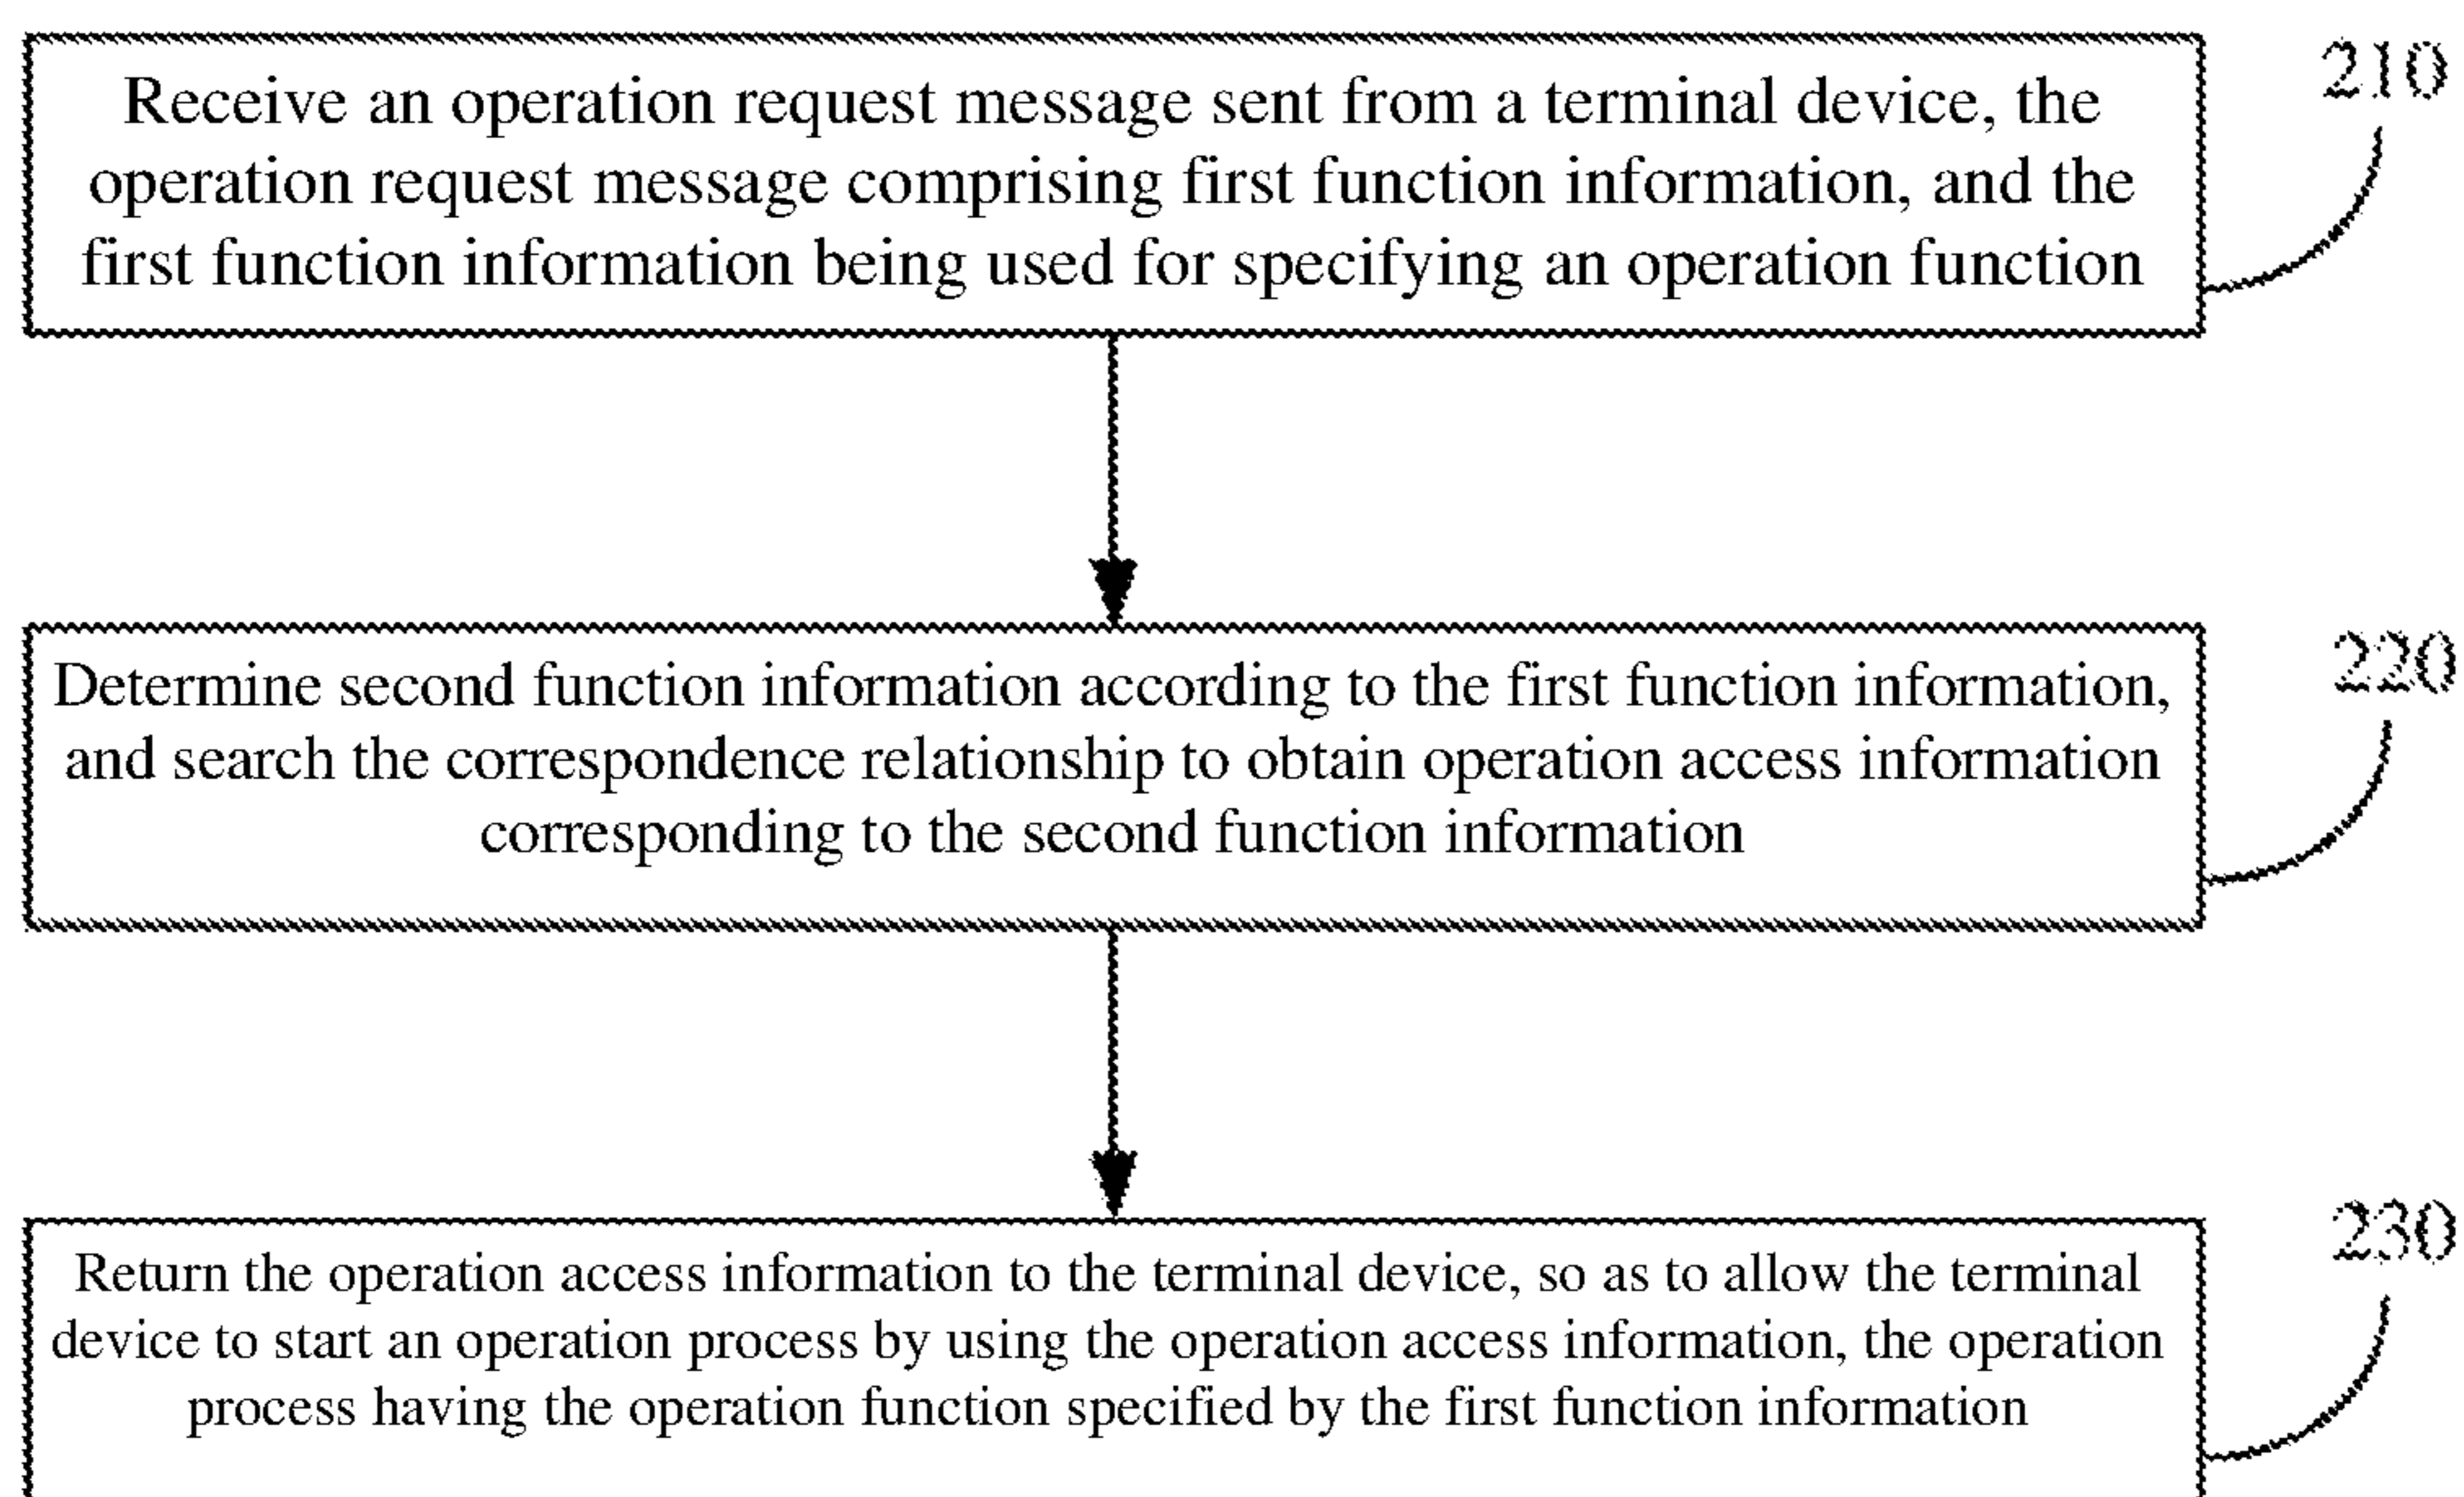 Receive an operation request message sent from a terminal device, the
operation request message comprising first function information, and the
first function information being used for specifying an operation function
210
Determine second function information according to the first function information,
and search the correspondence relationship to obtain operation access information
corresponding to the second function information
220
Return the operation access information to the terminal device, so as to allow the terminal
device to start an operation process by using the operation access information, the operation
process having the operation function specified by the first function information
230